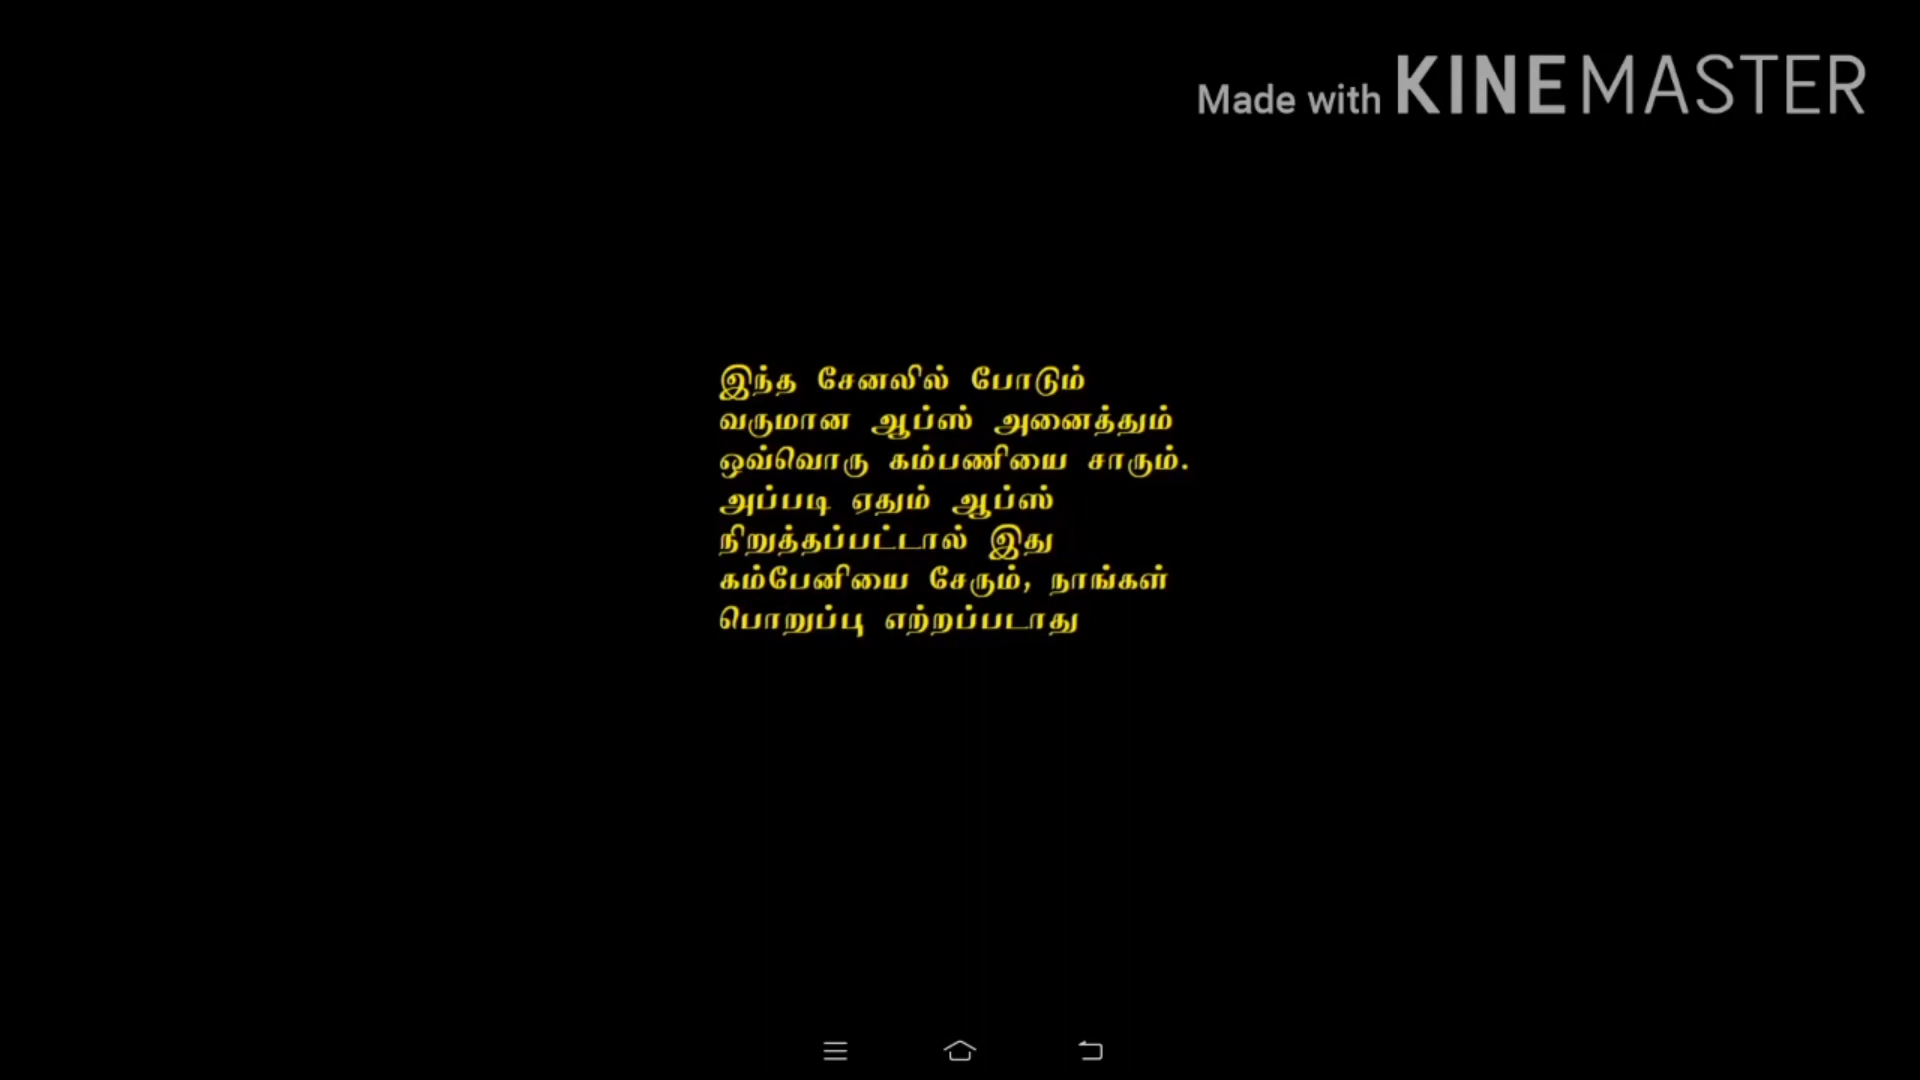 Made with KINEMASTER
இந்த சேனலில் போடும்
வருமான ஆப்ஸ் அனைத்தும்
ஒவ்வொரு கம்பணியை சாரும்.
அப்படி ஏதும் ஆப்ஸ்
நிறுத்தப்பட்டால் இது
கம்பேனியை சேரும், நாங்கள்
பொறுப்பு எற்றப்படாது